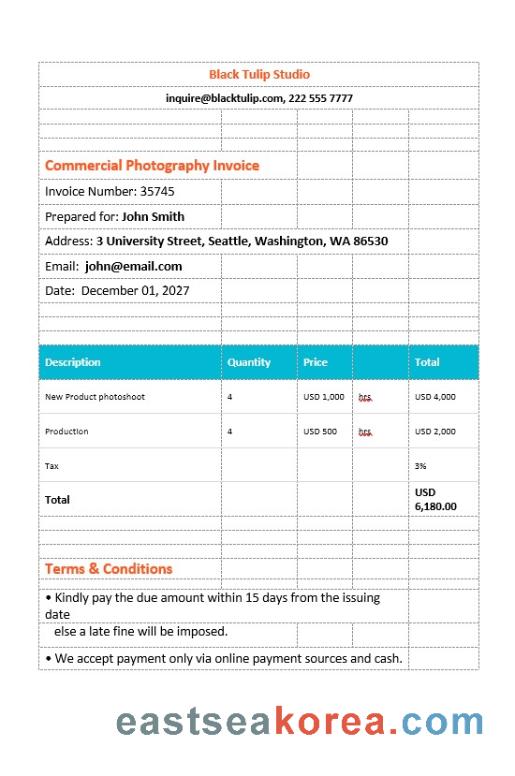 Black Tulip Studio
inquire@blacktulip.com, 222 555 7777
Commercial Photography Invoice
Invoice Number: 35745
Prepared for: John Smith
Address: 3 University Street, Seattle, Washington, WA 86530
Email: john@email.com
Date: December 01, 2027
Description Quantity Price Total
New Product photoshoot 4 USD 1,000 hrs. USD 4,000
Production 4 USD 500 hrs. USD 2,000
Tax 3%
Total USD
6,180.00
Terms & Conditions
• Kindly pay the due amount within 15 days from the issuing
date
else a late fine will be imposed.
• We accept payment only via online payment sources and cash.
eastseakorea.com